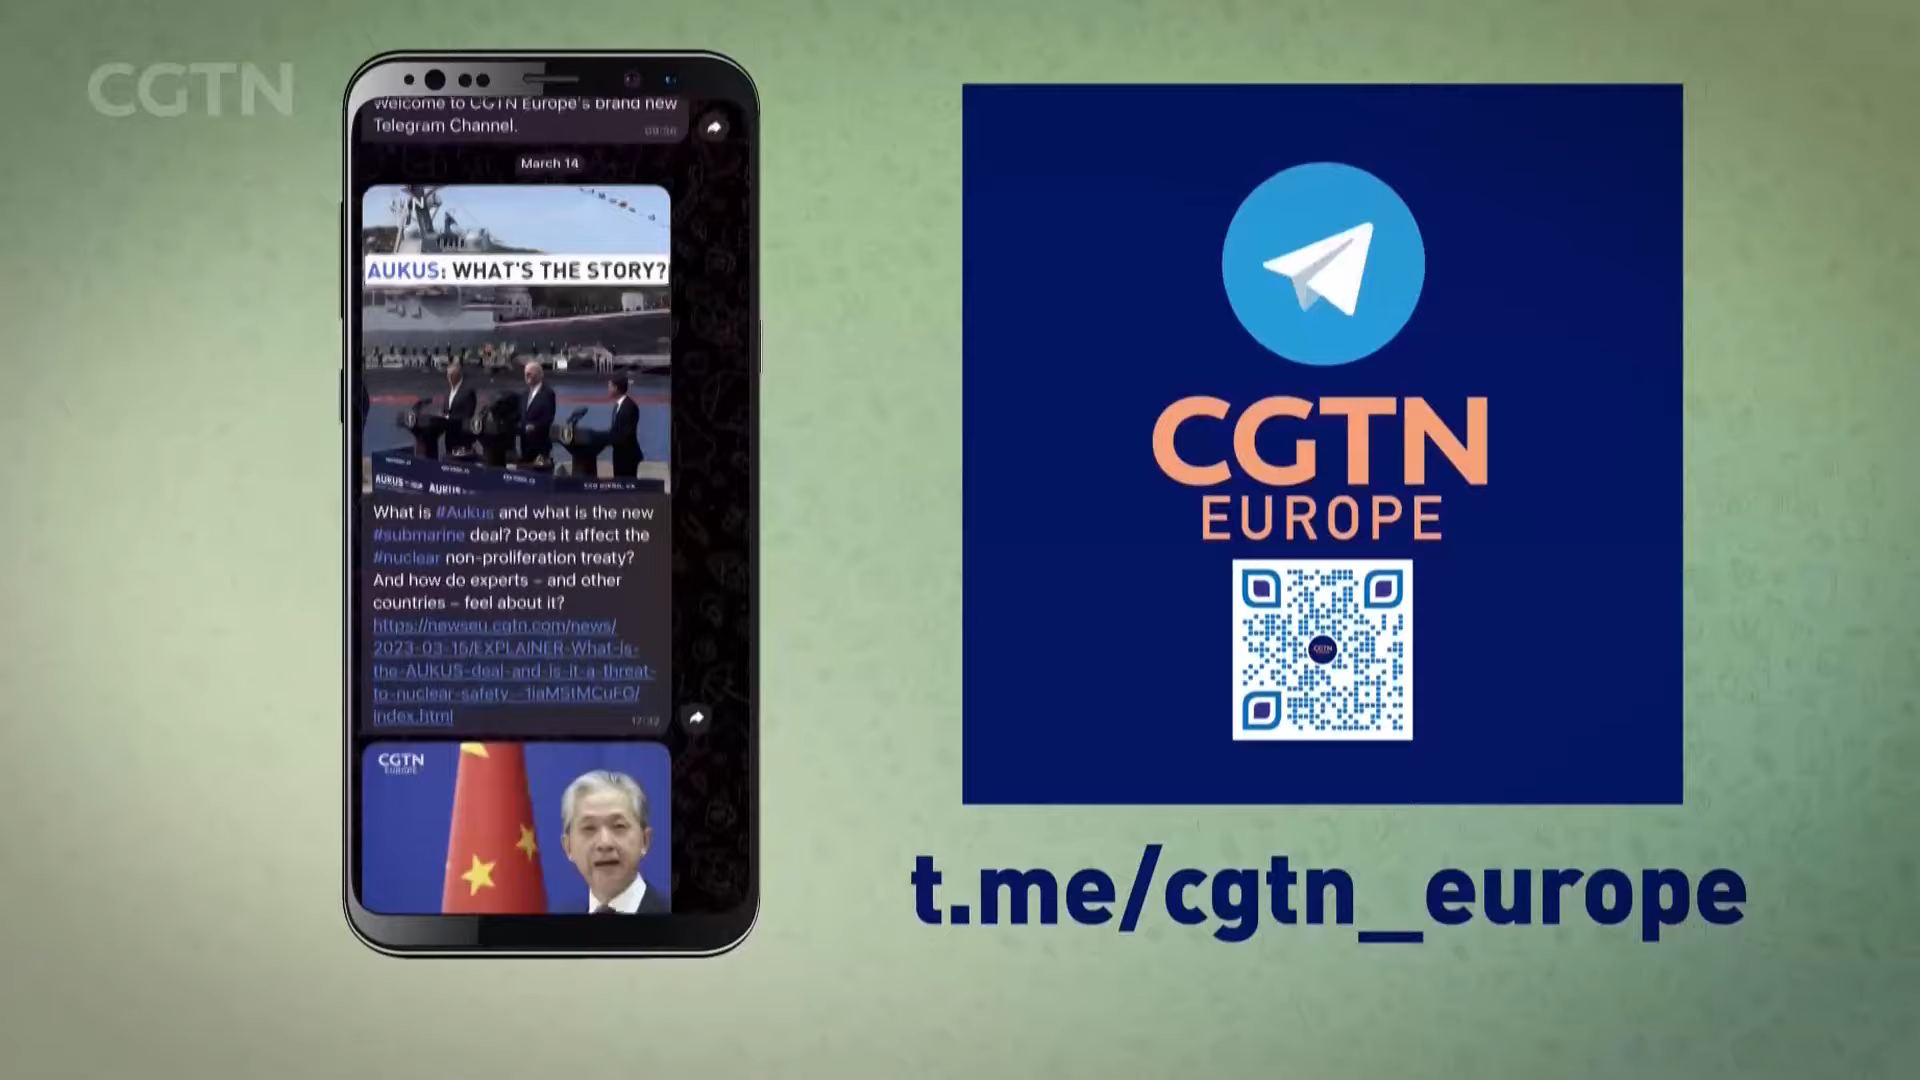 CGTN
Welcome to CGTN Europe's brand new
Telegram Channel.
March 14
AUKUS: WHAT'S THE STORY?
AUKUS
AUKUS
What is #Aukus and what is the new
#submarine deal? Does it affect the
#nuclear non-proliferation treaty?
And how do experts – and other
countries – feel about it?
https://newseu.cgtn.com/news/
2023-03-15/EXPLAINER-What-is-
the-AUKUS-deal-and-is-it-a-threat-
to-nuclear-safety--1iaMStMCuFO/
index.html
17:32
CGTN
EUROPE
CGTN
EUROPE
CGTN
t.me/cgtn_europe